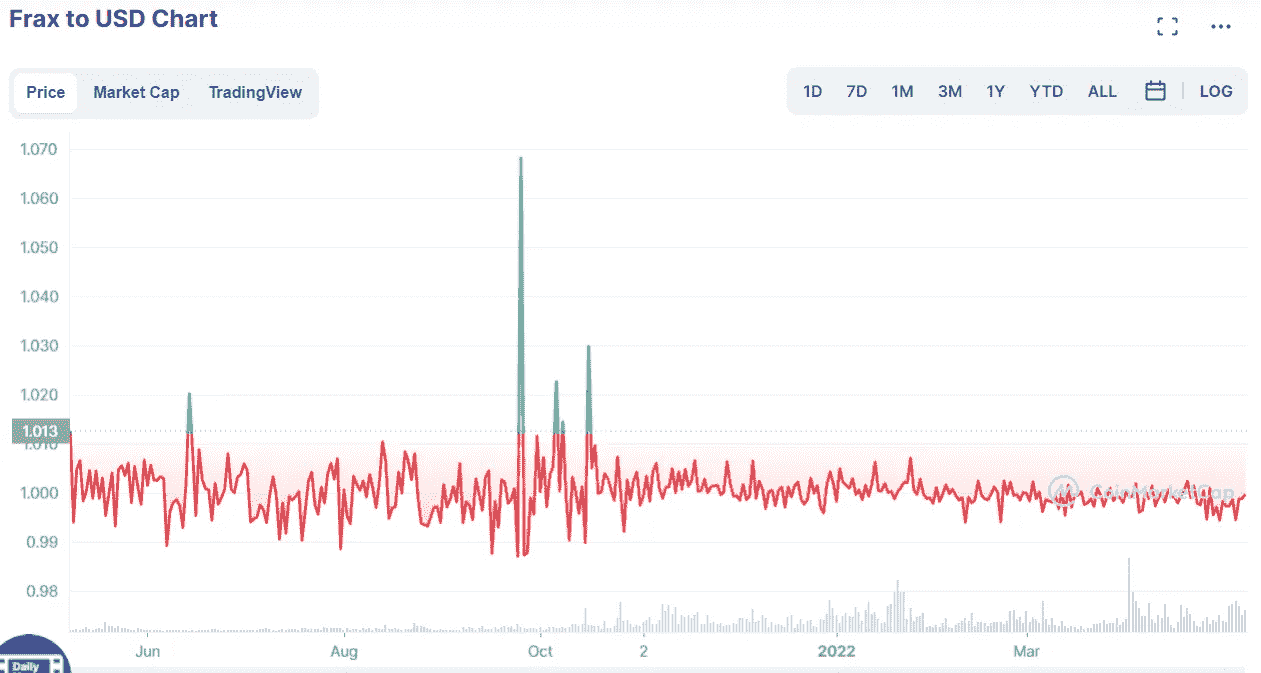 Frax to USD Chart
Price Market Cap TradingView
1D 7D 1M 3M 1Y YTD ALL LOG
1.070
1.060
1.050
1.040
1.030
1.020
1.013
1.010
1.000
0.99
0.98
CoinMarketCap
Jun Aug Oct 2 2022 Mar
Daily